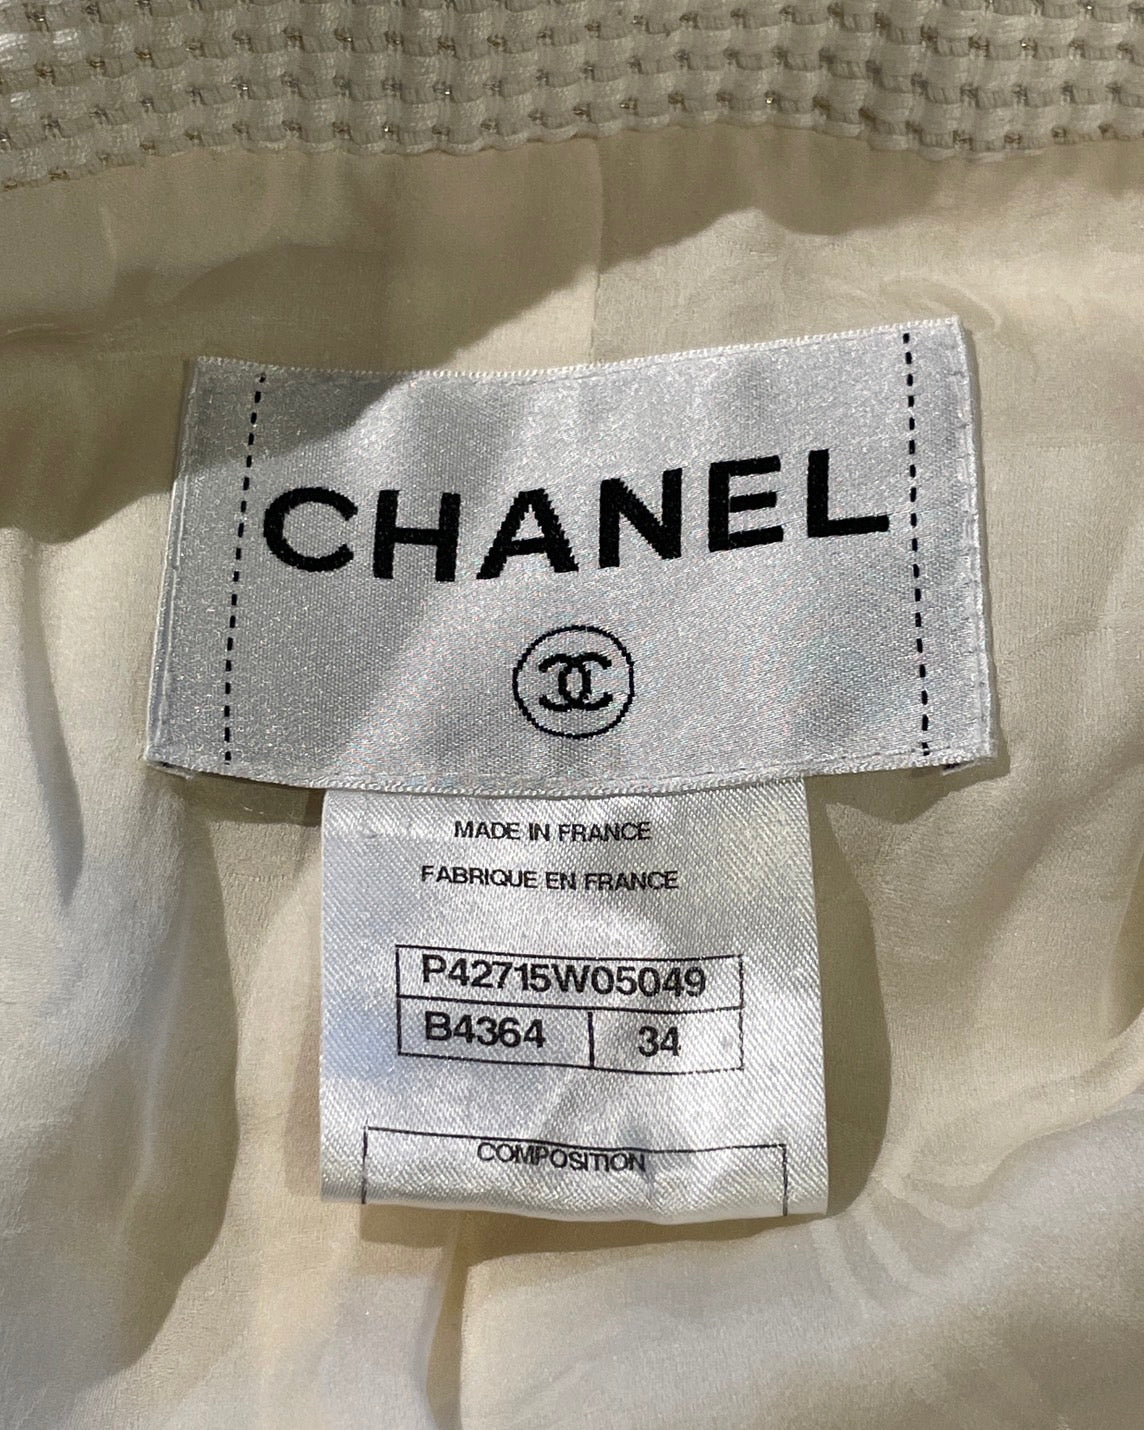 CHANEL
MADE IN FRANCE
FABRIQUE EN FRANCE
P42715W05049
B4364 34
COMPOSITION